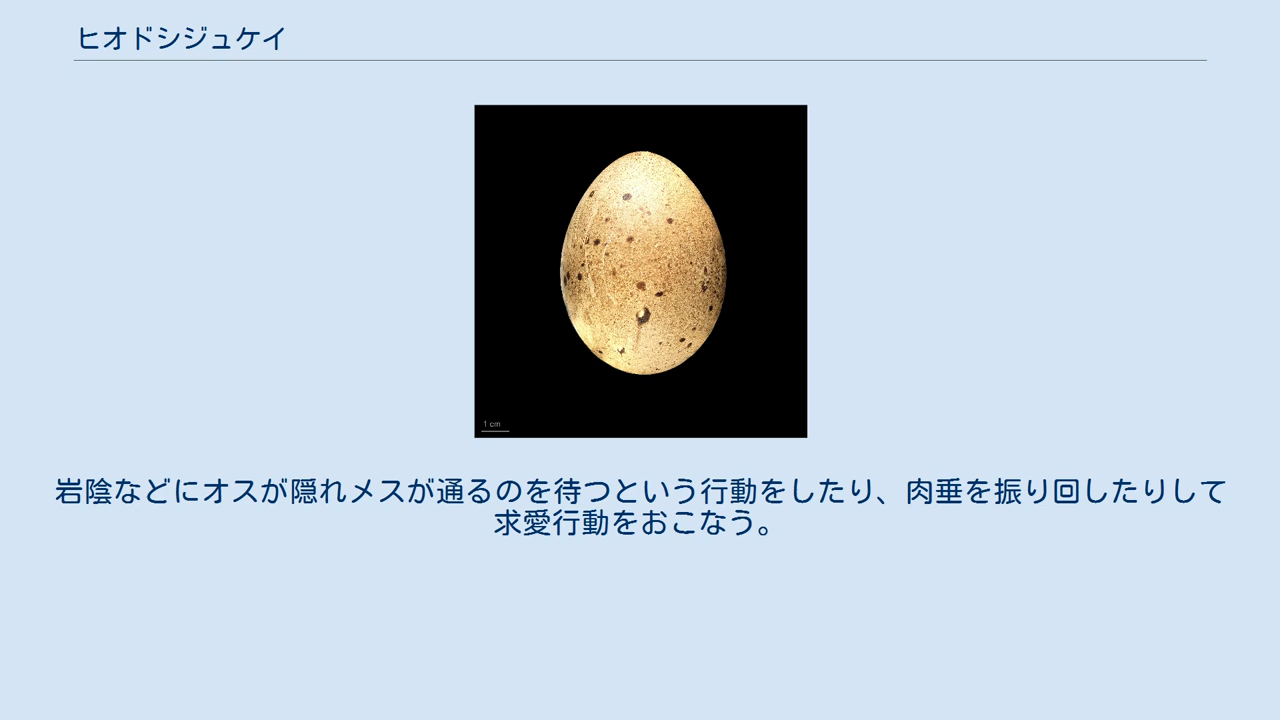 ヒオドシジュケイ
1 cm
岩陰などにオスが隠れメスが通るのを待つという行動をしたり、肉垂を振り回したりして
求愛行動をおこなう。